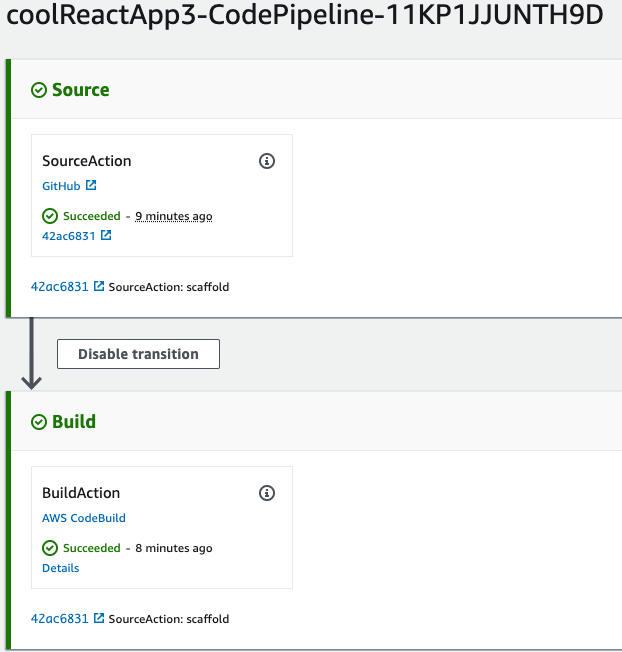 coolReactApp3-CodePipeline-11KP1JJUNTH9D
Source
SourceAction
GitHub
Succeeded - 9 minutes ago
42ac6831
42ac6831 SourceAction: scaffold
Disable transition
Build
BuildAction
AWS CodeBuild
Succeeded - 8 minutes ago
Details
42ac6831 SourceAction: scaffold